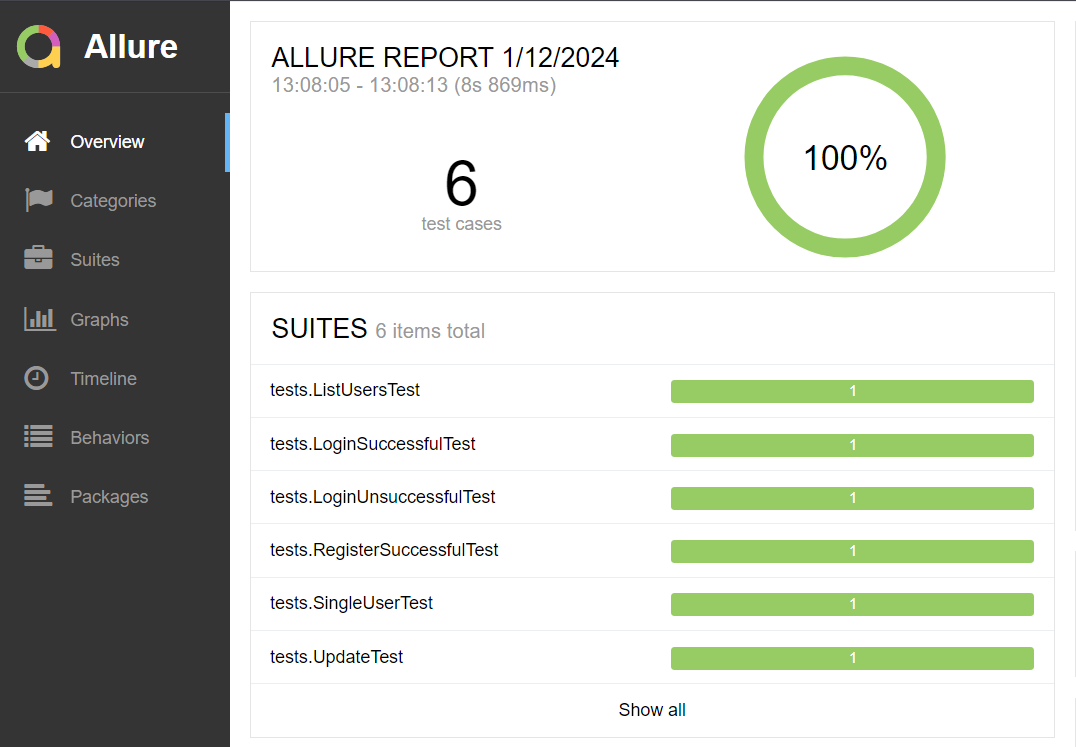 Allure
Overview
Categories
Suites
Graphs
Timeline
Behaviors
Packages
ALLURE REPORT 1/12/2024
13:08:05 - 13:08:13 (8s 869ms)
6
test cases
100%
SUITES 6 items total
tests.ListUsersTest 1
tests.LoginSuccessfulTest 1
tests.LoginUnsuccessfulTest 1
tests.RegisterSuccessfulTest 1
tests.SingleUserTest 1
tests.UpdateTest 1
Show all